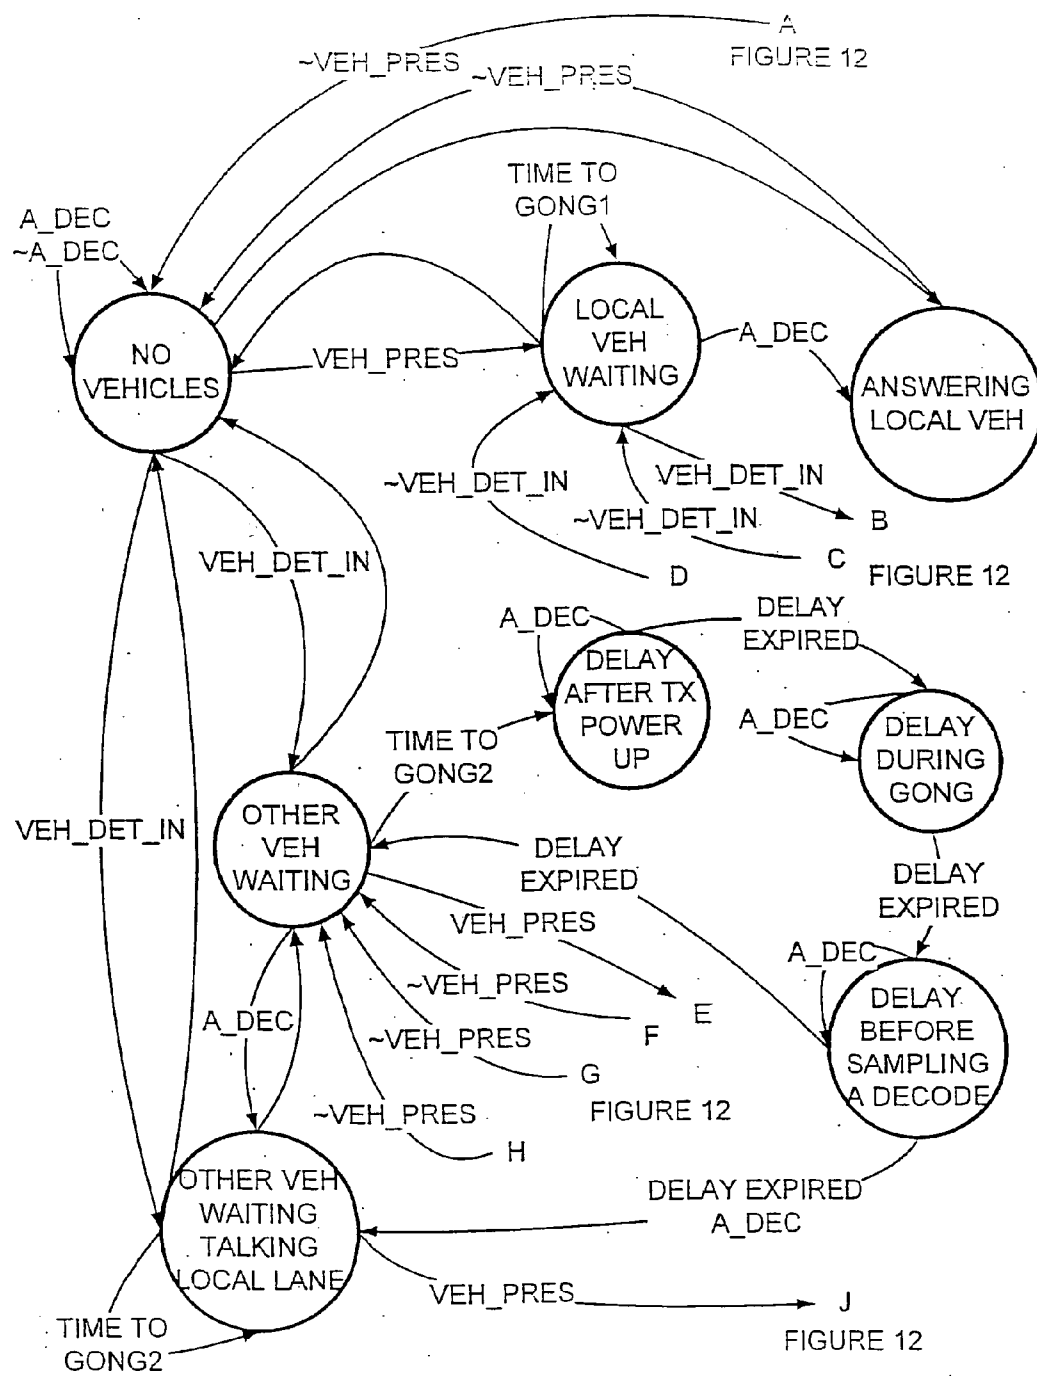 A
FIGURE 12
~VEH_PRES
~VEH_PRES
TIME TO
GONG1
A_DEC
~A_DEC
NO
VEHICLES
VEH_PRES
LOCAL
VEH
WAITING
A_DEC
ANSWERING
LOCAL VEH
~VEH_DET_IN
VEH_DET_IN
B
~VEH_DET_IN
C
D
FIGURE 12
VEH_DET_IN
A_DEC
DELAY
EXPIRED
DELAY
AFTER TX
POWER
UP
A_DEC
DELAY
DURING
GONG
TIME TO
GONG2
VEH_DET_IN
OTHER
VEH
WAITING
DELAY
EXPIRED
DELAY
EXPIRED
VEH_PRES
E
A_DEC
DELAY
BEFORE
SAMPLING
A DECODE
~VEH_PRES
F
A_DEC
~VEH_PRES
G
FIGURE 12
~VEH_PRES
H
OTHER VEH
WAITING
TALKING
LOCAL LANE
DELAY EXPIRED
A_DEC
VEH_PRES
J
FIGURE 12
TIME TO
GONG2